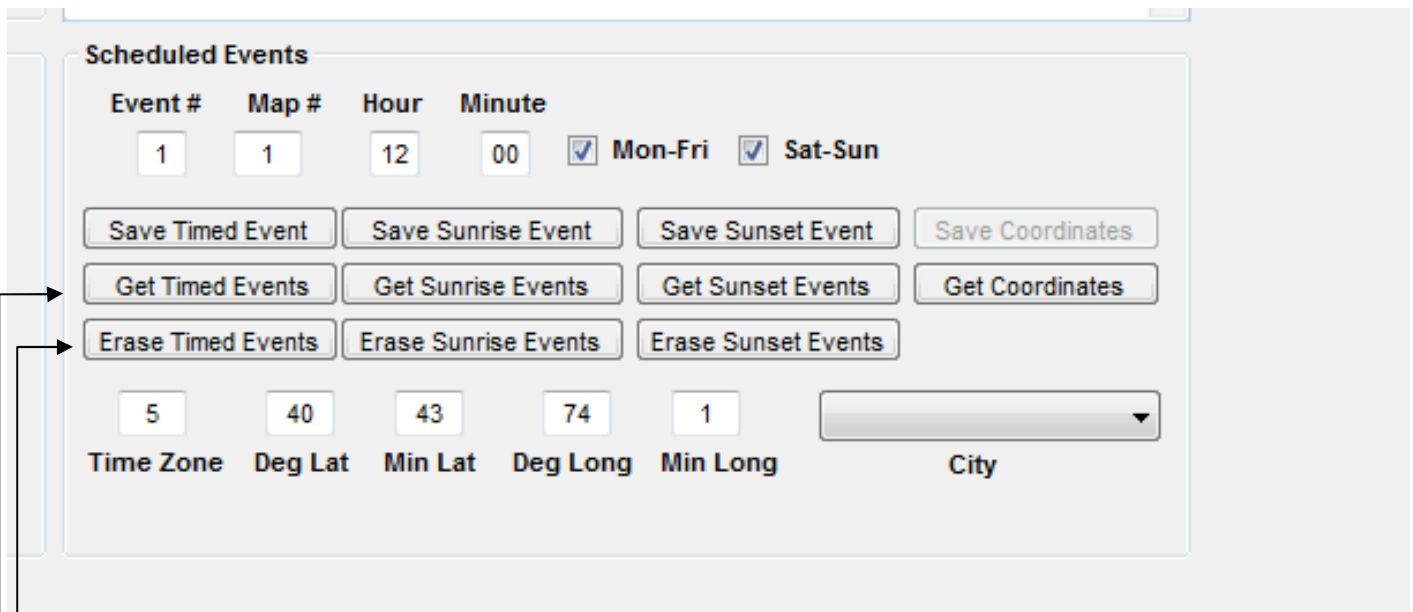 Scheduled Events
Event # Map # Hour Minute
1 1 12 00 Mon-Fri Sat-Sun
Save Timed Event Save Sunrise Event Save Sunset Event Save Coordinates
Get Timed Events Get Sunrise Events Get Sunset Events Get Coordinates
Erase Timed Events Erase Sunrise Events Erase Sunset Events
5 40 43 74 1
Time Zone Deg Lat Min Lat Deg Long Min Long City